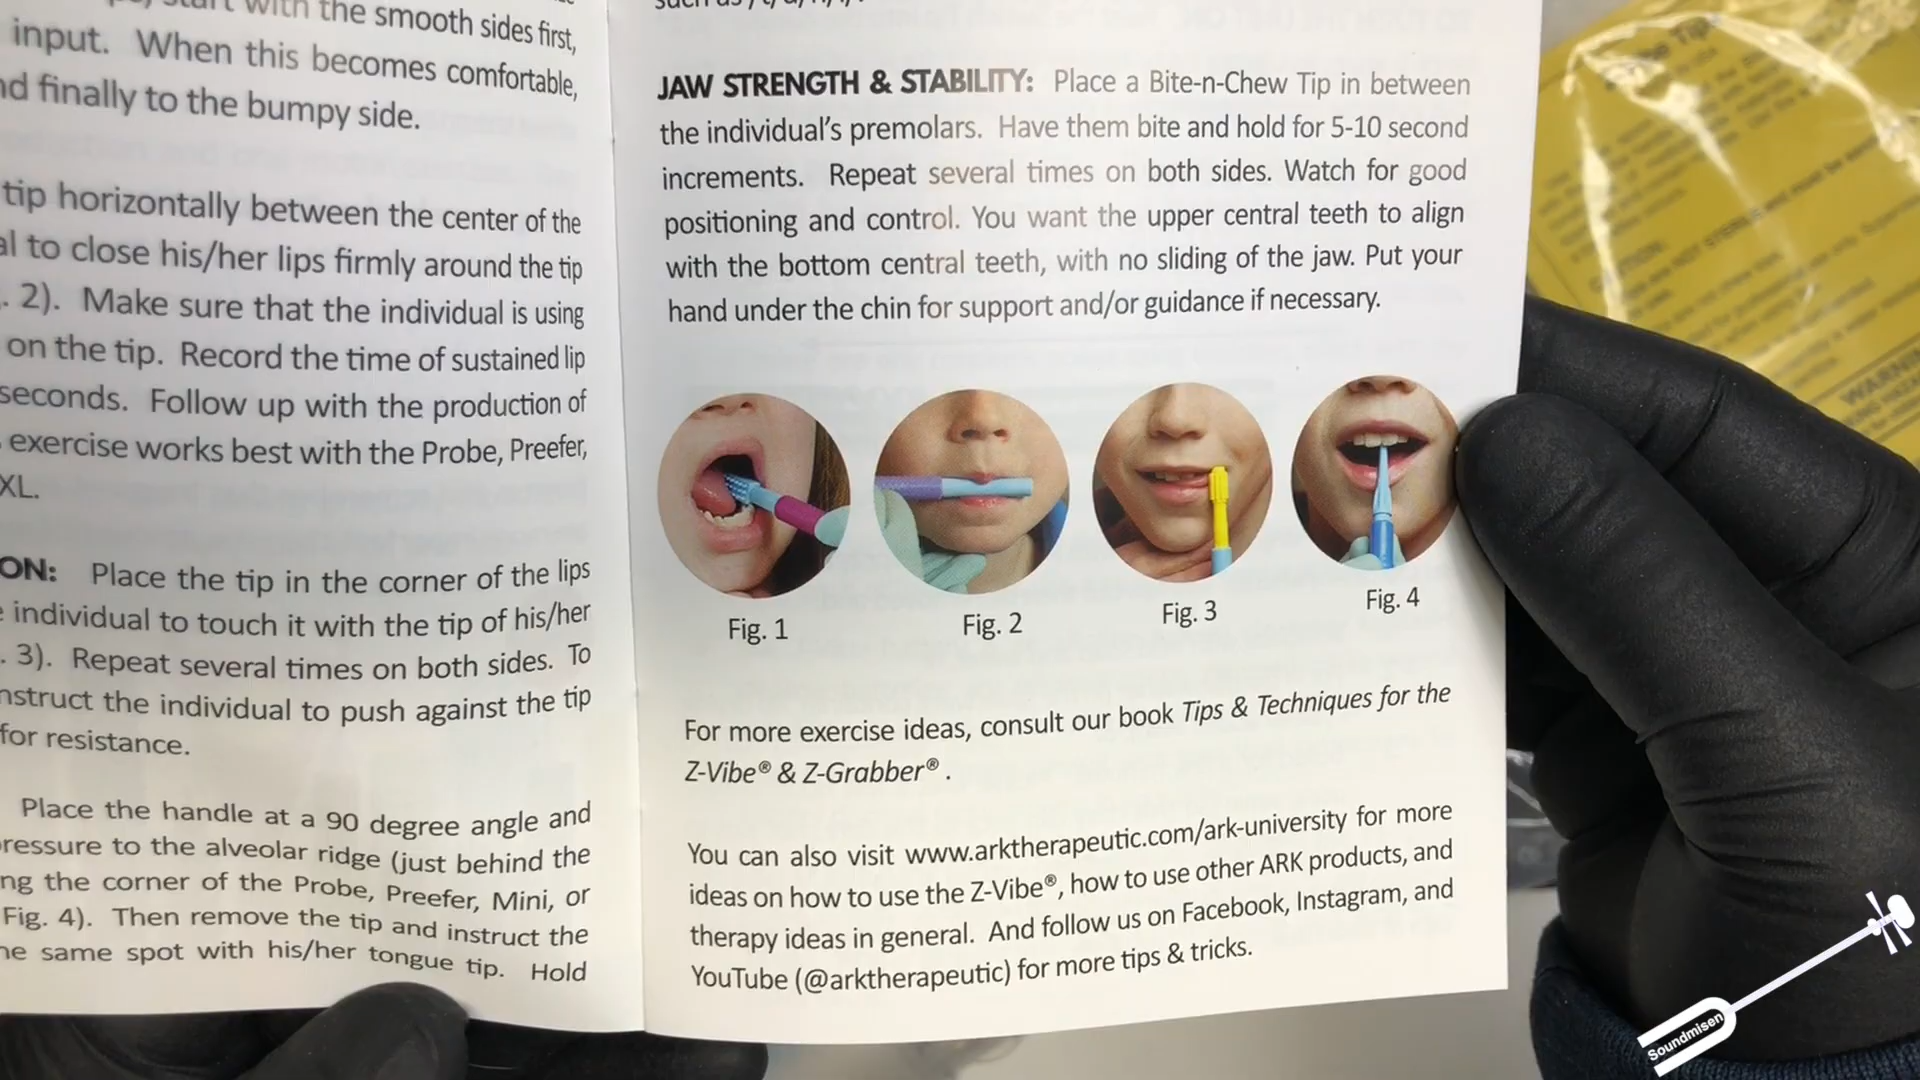 start with the smooth sides first,
input. When this becomes comfortable,
nd finally to the bumpy side.
tip horizontally between the center of the
al to close his/her lips firmly around the tip
. 2). Make sure that the individual is using
on the tip. Record the time of sustained lip
seconds. Follow up with the production of
exercise works best with the Probe, Preefer,
XL.
ON: Place the tip in the corner of the lips
e individual to touch it with the tip of his/her
. 3). Repeat several times on both sides. To
nstruct the individual to push against the tip
for resistance.
Place the handle at a 90 degree angle and
ressure to the alveolar ridge (just behind the
ng the corner of the Probe, Preefer, Mini, or
Fig. 4). Then remove the tip and instruct the
he same spot with his/her tongue tip. Hold
JAW STRENGTH & STABILITY: Place a Bite-n-Chew Tip in between
the individual's premolars. Have them bite and hold for 5-10 second
increments. Repeat several times on both sides. Watch for good
positioning and control. You want the upper central teeth to align
with the bottom central teeth, with no sliding of the jaw. Put your
hand under the chin for support and/or guidance if necessary.
Fig. 1
Fig. 2
Fig. 3
Fig. 4
For more exercise ideas, consult our book Tips & Techniques for the
Z-Vibe® & Z-Grabber® .
You can also visit www.arktherapeutic.com/ark-university for more
ideas on how to use the Z-Vibe®, how to use other ARK products, and
therapy ideas in general. And follow us on Facebook, Instagram, and
YouTube (@arktherapeutic) for more tips & tricks.
Soundmisen